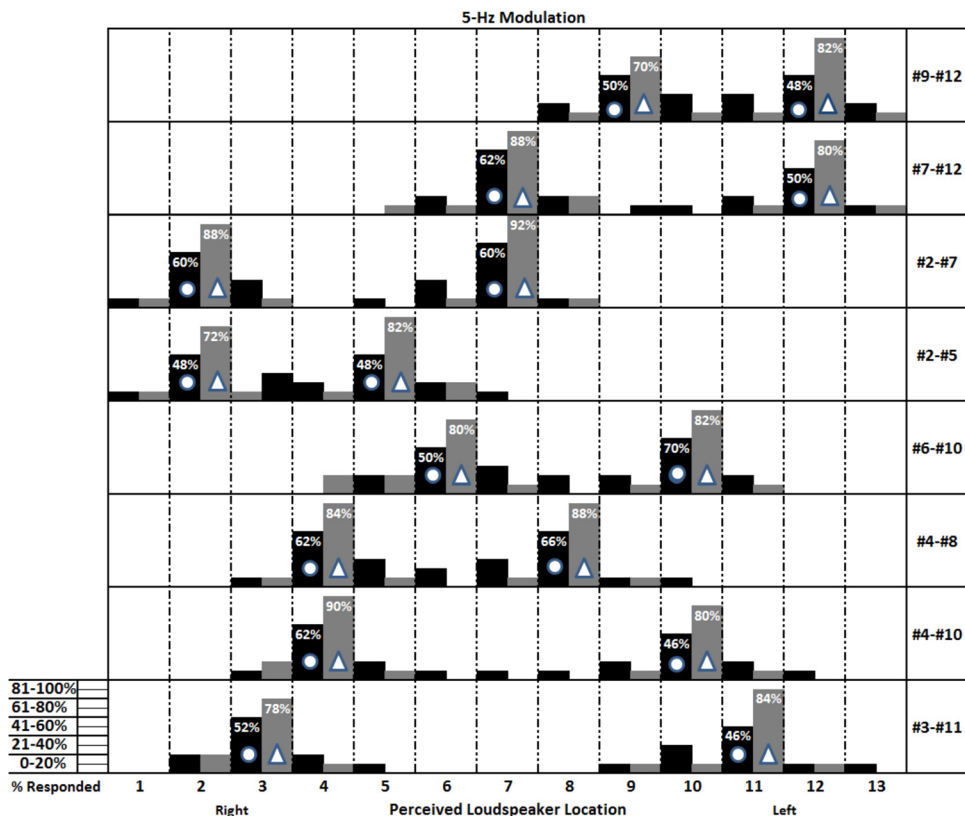 5-Hz Modulation
50% 70% 48% 82% #9-#12
62% 88% 50% 80% #7-#12
60% 88% 60% 92% #2-#7
48% 72% 48% 82% #2-#5
50% 80% 70% 82% #6-#10
62% 84% 66% 88% #4-#8
62% 90% 46% 80% #4-#10
81-100%
61-80%
41-60%
21-40%
0-20%
52% 78% 46% 84% #3-#11
% Responded 1 2 3 4 5 6 7 8 9 10 11 12 13
Right Perceived Loudspeaker Location Left